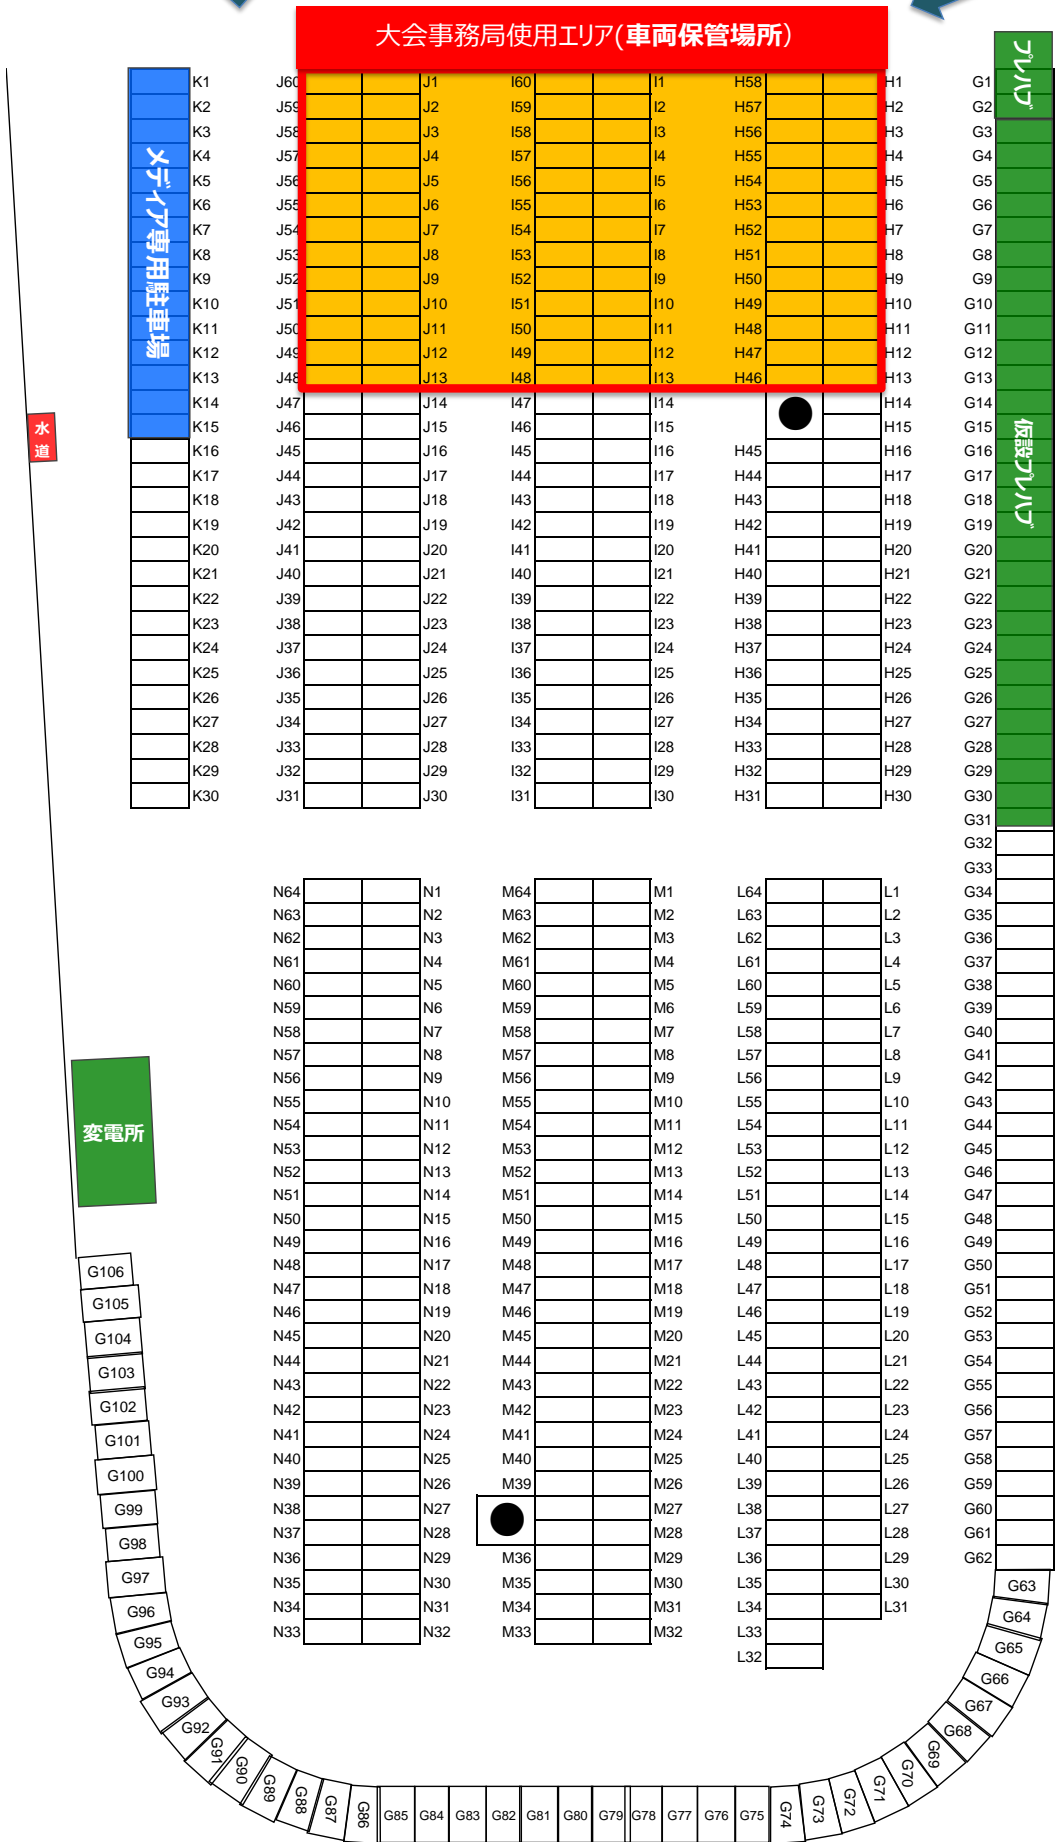 大会事務局使用エリア(車両保管場所)
プレハブ
K1 J60 J1 I60 I1 H58 H1 G1
K2 J59 J2 I59 I2 H57 H2 G2
K3 J58 J3 I58 I3 H56 H3 G3
K4 J57 J4 I57 I4 H55 H4 G4
K5 J56 J5 I56 I5 H54 H5 G5
K6 J55 J6 I55 I6 H53 H6 G6
K7 J54 J7 I54 I7 H52 H7 G7
K8 J53 J8 I53 I8 H51 H8 G8
K9 J52 J9 I52 I9 H50 H9 G9
K10 J51 J10 I51 I10 H49 H10 G10
K11 J50 J11 I50 I11 H48 H11 G11
K12 J49 J12 I49 I12 H47 H12 G12
K13 J48 J13 I48 I13 H46 H13 G13
K14 J47 J14 I47 I14 H14 G14
K15 J46 J15 I46 I15 H15 G15
K16 J45 J16 I45 I16 H45 H16 G16
K17 J44 J17 I44 I17 H44 H17 G17
K18 J43 J18 I43 I18 H43 H18 G18
K19 J42 J19 I42 I19 H42 H19 G19
K20 J41 J20 I41 I20 H41 H20 G20
K21 J40 J21 I40 I21 H40 H21 G21
K22 J39 J22 I39 I22 H39 H22 G22
K23 J38 J23 I38 I23 H38 H23 G23
K24 J37 J24 I37 I24 H37 H24 G24
K25 J36 J25 I36 I25 H36 H25 G25
K26 J35 J26 I35 I26 H35 H26 G26
K27 J34 J27 I34 I27 H34 H27 G27
K28 J33 J28 I33 I28 H33 H28 G28
K29 J32 J29 I32 I29 H32 H29 G29
K30 J31 J30 I31 I30 H31 H30 G30
G31
G32
G33
メディア専用駐車場
仮設プレハブ
水
道
N64 N1 M64 M1 L64 L1 G34
N63 N2 M63 M2 L63 L2 G35
N62 N3 M62 M3 L62 L3 G36
N61 N4 M61 M4 L61 L4 G37
N60 N5 M60 M5 L60 L5 G38
N59 N6 M59 M6 L59 L6 G39
N58 N7 M58 M7 L58 L7 G40
N57 N8 M57 M8 L57 L8 G41
N56 N9 M56 M9 L56 L9 G42
N55 N10 M55 M10 L55 L10 G43
N54 N11 M54 M11 L54 L11 G44
N53 N12 M53 M12 L53 L12 G45
N52 N13 M52 M13 L52 L13 G46
N51 N14 M51 M14 L51 L14 G47
N50 N15 M50 M15 L50 L15 G48
N49 N16 M49 M16 L49 L16 G49
N48 N17 M48 M17 L48 L17 G50
N47 N18 M47 M18 L47 L18 G51
N46 N19 M46 M19 L46 L19 G52
N45 N20 M45 M20 L45 L20 G53
N44 N21 M44 M21 L44 L21 G54
N43 N22 M43 M22 L43 L22 G55
N42 N23 M42 M23 L42 L23 G56
N41 N24 M41 M24 L41 L24 G57
N40 N25 M40 M25 L40 L25 G58
N39 N26 M39 M26 L39 L26 G59
N38 N27 M27 L38 L27 G60
N37 N28 M28 L37 L28 G61
N36 N29 M36 M29 L36 L29 G62
N35 N30 M35 M30 L35 L30
N34 N31 M34 M31 L34 L31
N33 N32 M33 M32 L33
L32
変電所
G106
G105
G104
G103
G102
G101
G100
G99
G98
G97
G96
G95
G94
G93
G92
G91
G90
G89
G88
G87
G86
G85 G84 G83 G82 G81 G80 G79 G78 G77 G76 G75
G74
G73
G72
G71
G70
G69
G68
G67
G66
G65
G64
G63